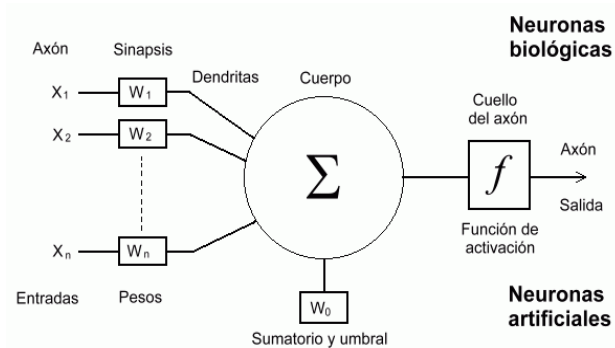 Neuronas
biológicas
Axón
Sinapsis
Dendritas
Cuerpo
Cuello
del axón
X1
W1
X2
W2
Σ
f
Axón
Salida
Función de
activación
Xn
Wn
Entradas
Pesos
W0
Sumatorio y umbral
Neuronas
artificiales